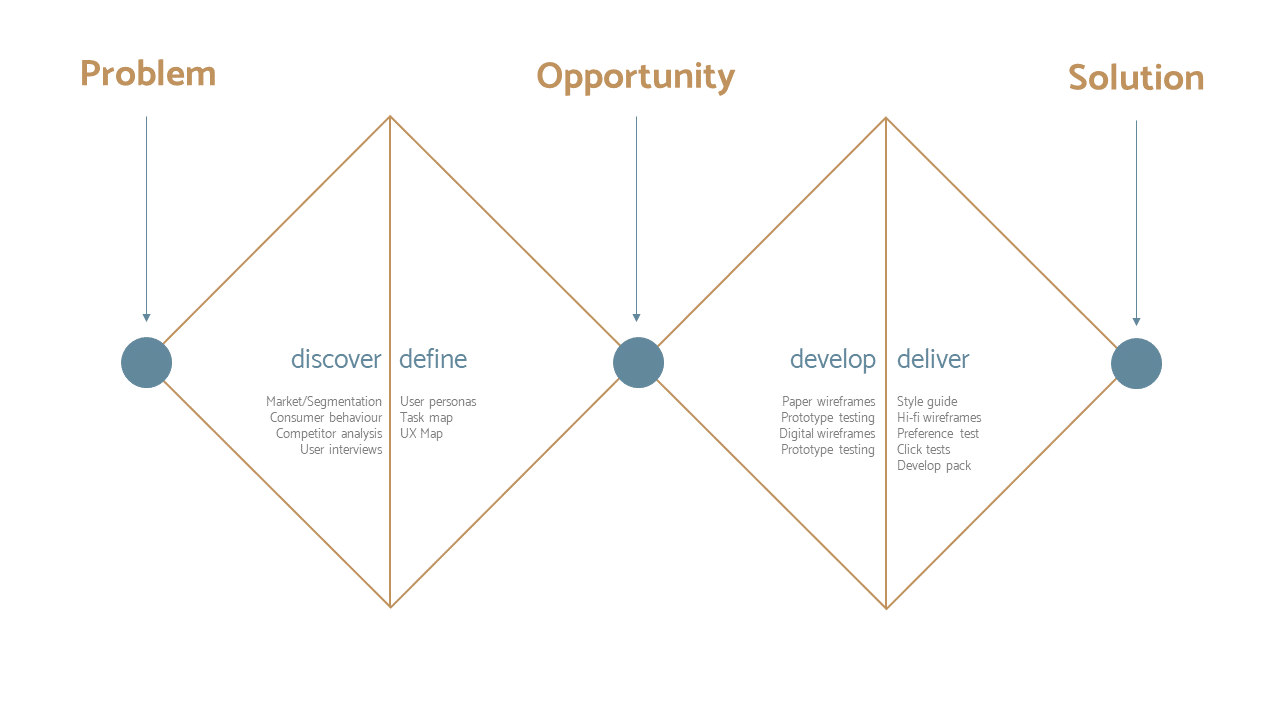 Problem
Opportunity
Solution
discover
define
Market/Segmentation
Consumer behaviour
Competitor analysis
User interviews
User personas
Task map
UX Map
develop
deliver
Paper wireframes
Prototype testing
Digital wireframes
Prototype testing
Style guide
Hi-fi wireframes
Preference test
Click tests
Develop pack